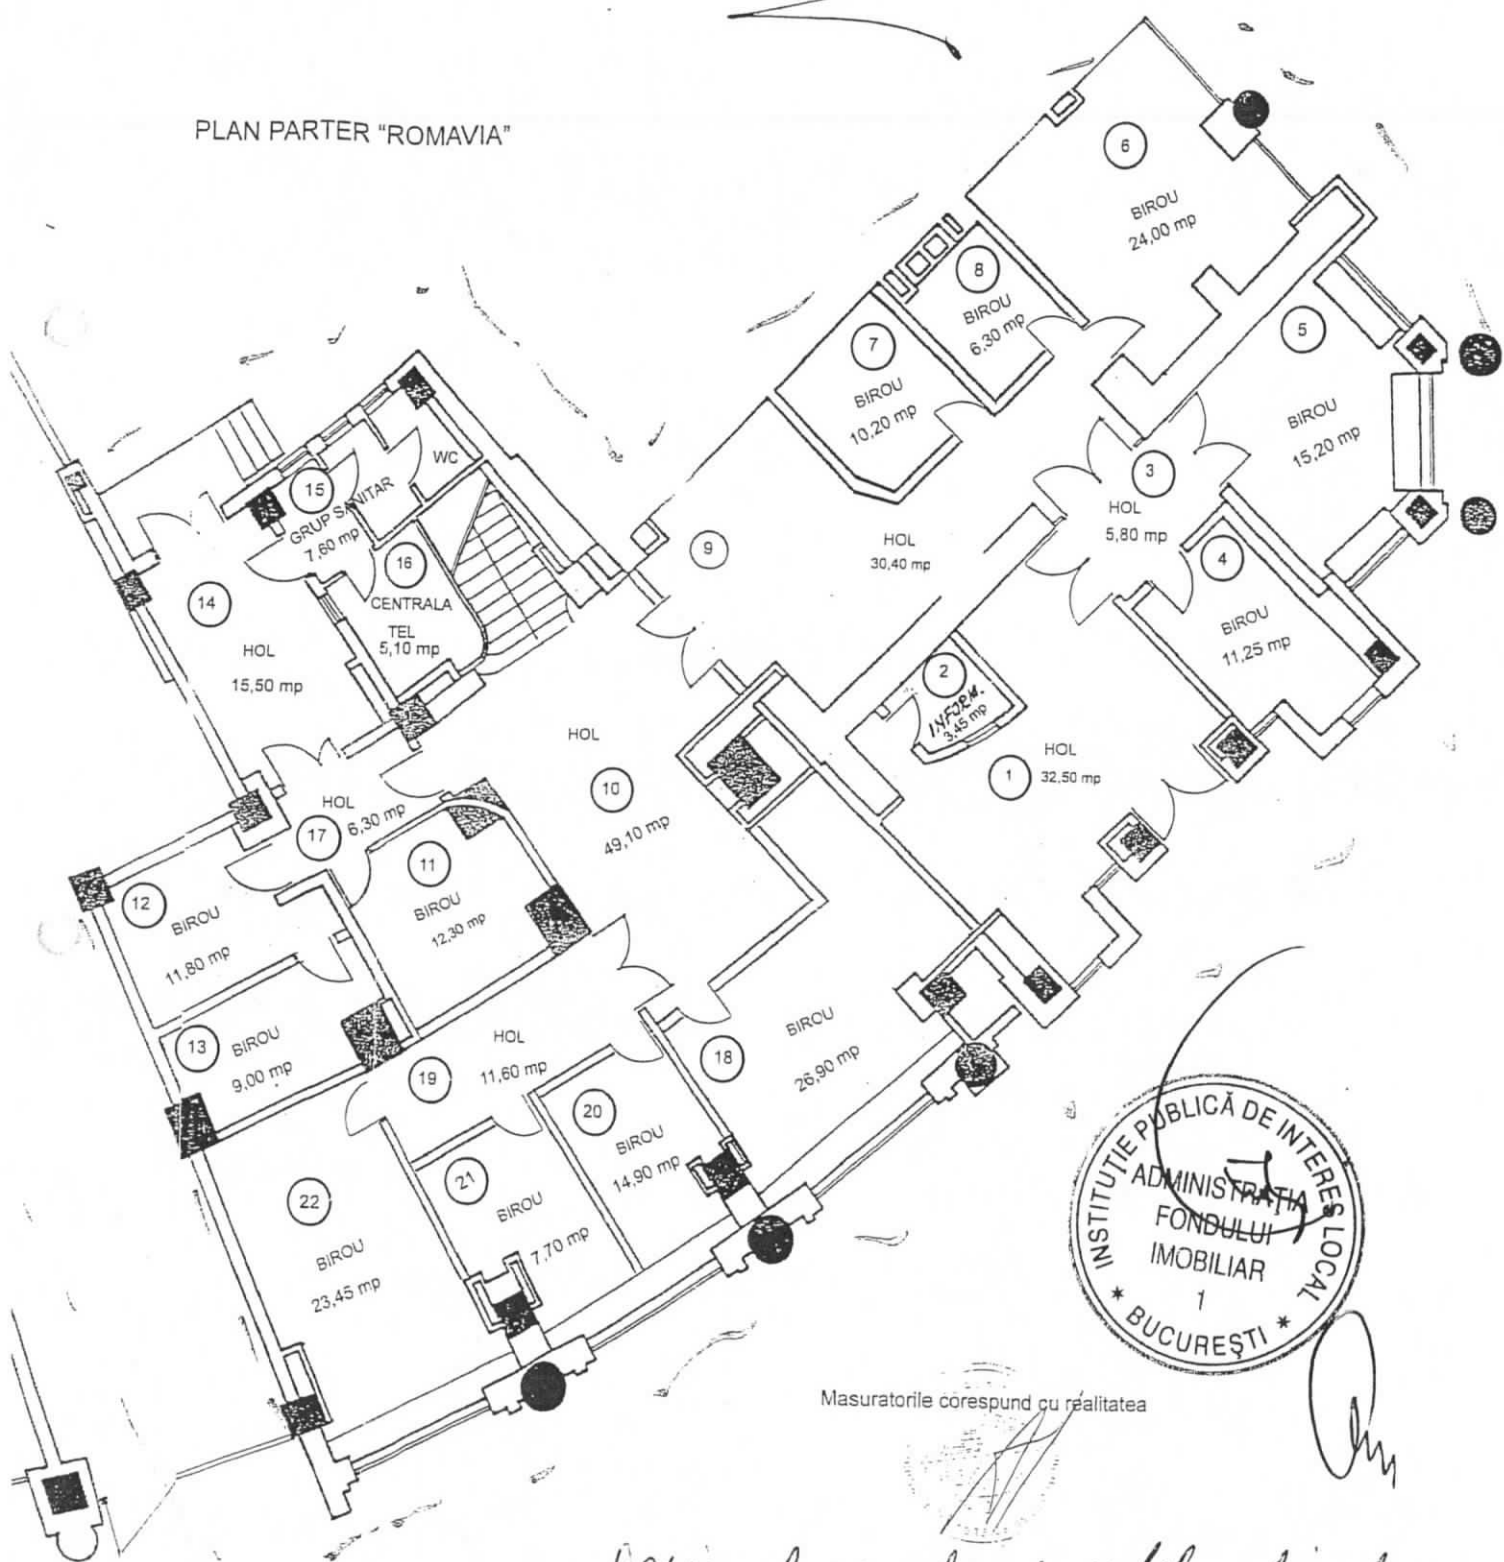 PLAN PARTER "ROMAVIA"
6
BIROU
24,00 mp
8
BIROU
6,30 mp
7
BIROU
10,20 mp
5
BIROU
15,20 mp
3
HOL
5,80 mp
4
BIROU
11,25 mp
9
HOL
30,40 mp
WC
15
GRUP SANITAR
7,60 mp
16
CENTRALA
TEL
5,10 mp
14
HOL
15,50 mp
2
INFORM.
3,45 mp
1
HOL
32,50 mp
HOL
10
49,10 mp
HOL
6,30 mp
17
11
BIROU
12,30 mp
12
BIROU
11,80 mp
13
BIROU
9,00 mp
HOL
11,60 mp
19
18
BIROU
26,90 mp
20
BIROU
14,90 mp
21
BIROU
7,70 mp
22
BIROU
23,45 mp
INSTITUȚIE PUBLICĂ DE INTERES LOCAL
ADMINISTRAȚIA
FONDULUI
IMOBILIAR
1
* BUCUREȘTI *
Masuratorile corespund cu realitatea